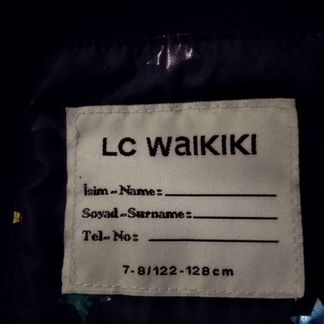 LC WAIKIKI
İsim-Name:
Soyad-Surname:
Tel-No:
7-8/122-128cm